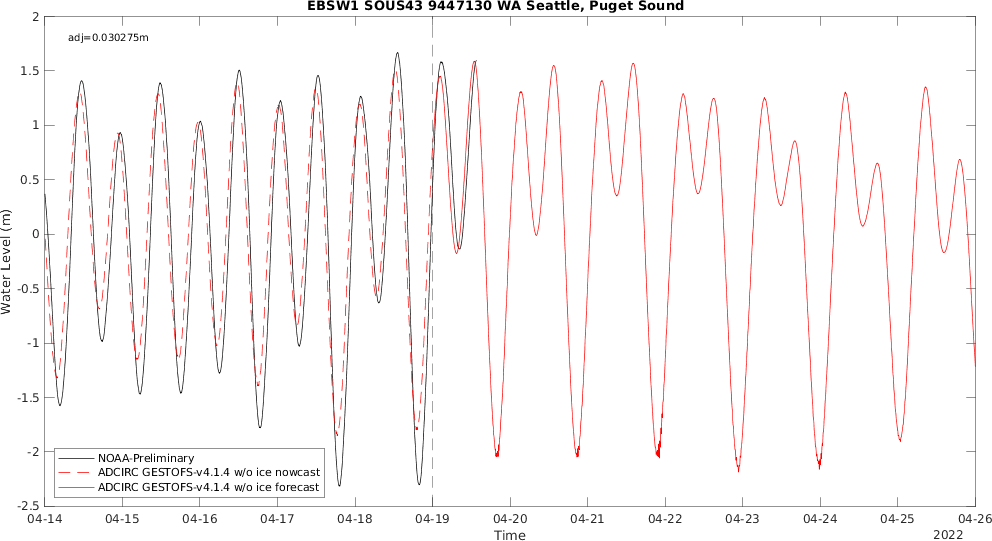 EBSW1 SOUS43 9447130 WA Seattle, Puget Sound
adj=0.030275m
2
1.5
1
0.5
0
-0.5
-1
-1.5
-2
-2.5
Water Level (m)
NOAA-Preliminary
ADCIRC GESTOFS-v4.1.4 w/o ice nowcast
ADCIRC GESTOFS-v4.1.4 w/o ice forecast
04-14 04-15 04-16 04-17 04-18 04-19 04-20 04-21 04-22 04-23 04-24 04-25 04-26
Time
2022